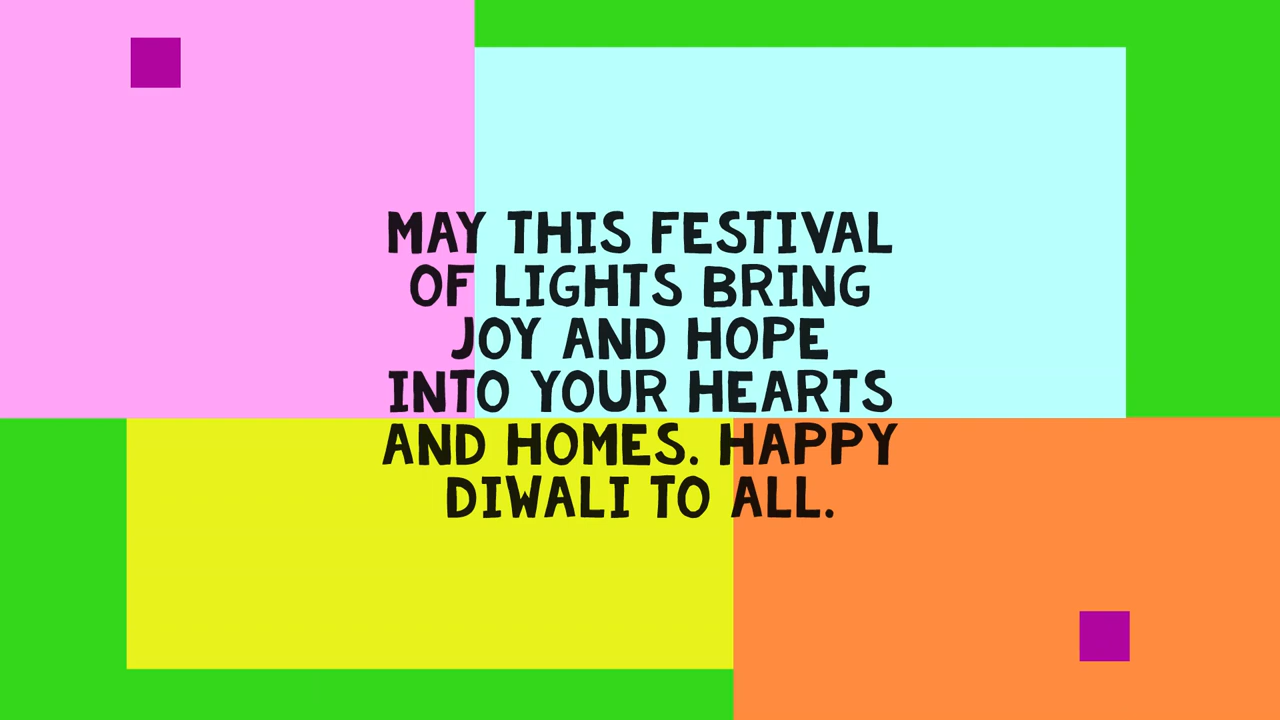 MAY THIS FESTIVAL
OF LIGHTS BRING
JOY AND HOPE
INTO YOUR HEARTS
AND HOMES. HAPPY
DIWALI TO ALL.